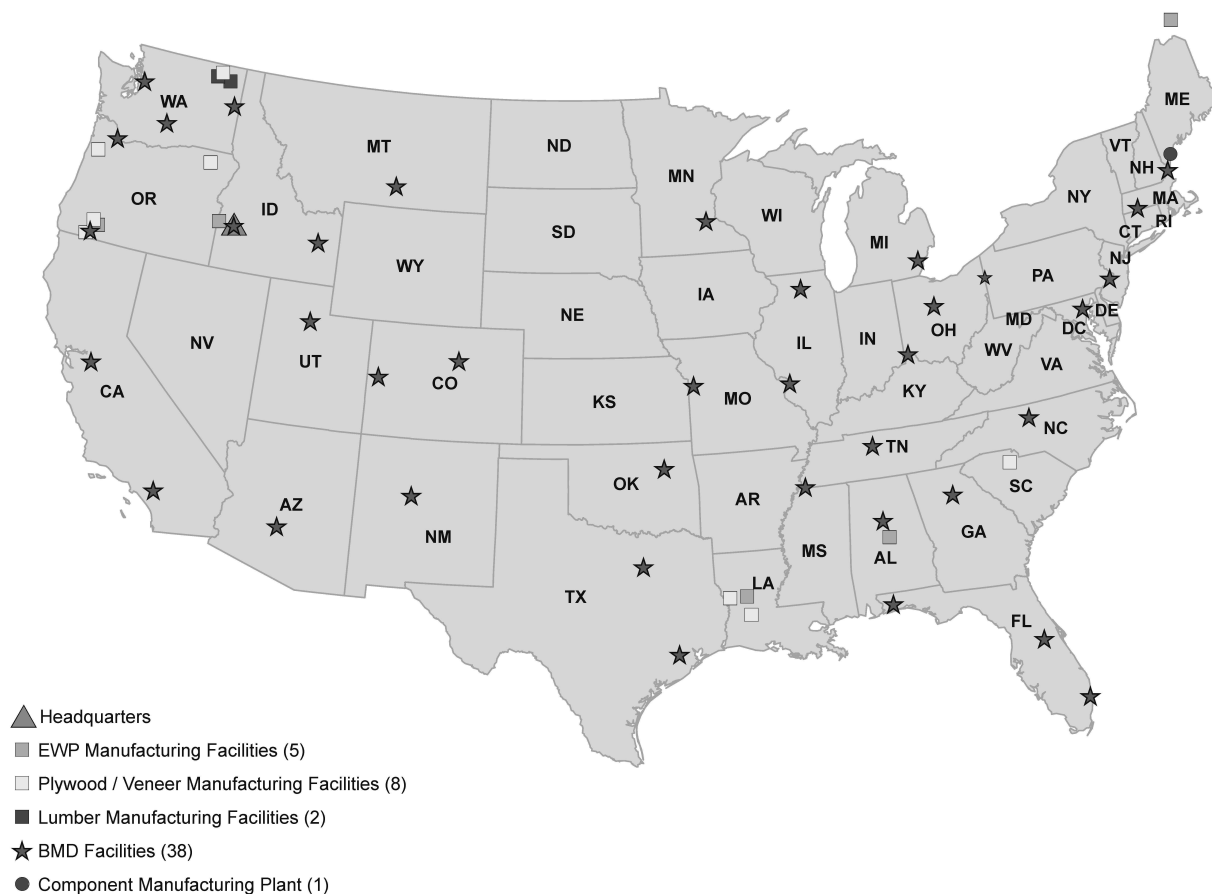 ME
WA
VT
MT
ND
NH
MN
OR
NY
MA
ID
RI
WI
SD
CT
MI
NJ
WY
PA
IA
DE
NE
MD
DC
OH
NV
IN
IL
WV
UT
VA
CO
CA
KY
MO
KS
NC
TN
OK
SC
AR
AZ
GA
NM
MS
AL
LA
TX
FL
Headquarters
EWP Manufacturing Facilities (5)
Plywood / Veneer Manufacturing Facilities (8)
Lumber Manufacturing Facilities (2)
BMD Facilities (38)
Component Manufacturing Plant (1)